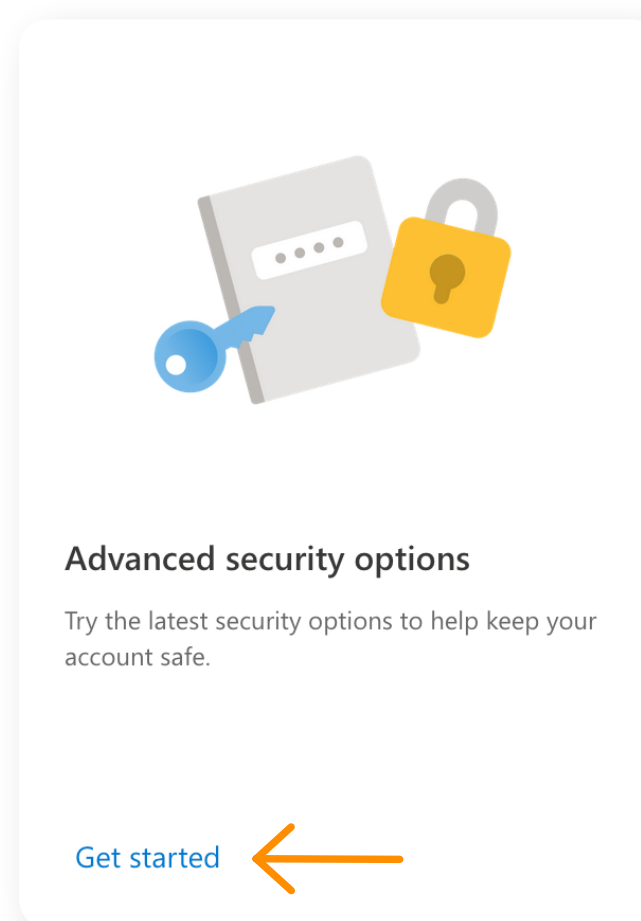 Advanced security options
Try the latest security options to help keep your
account safe.
Get started